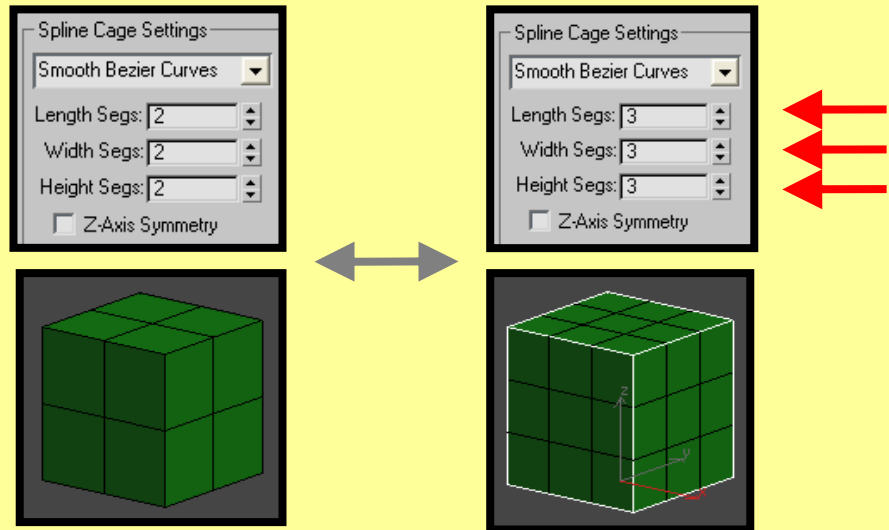 Spline Cage Settings
Smooth Bezier Curves
Length Segs: 2
Width Segs: 2
Height Segs: 2
Z-Axis Symmetry
Spline Cage Settings
Smooth Bezier Curves
Length Segs: 3
Width Segs: 3
Height Segs: 3
Z-Axis Symmetry
z
y
x